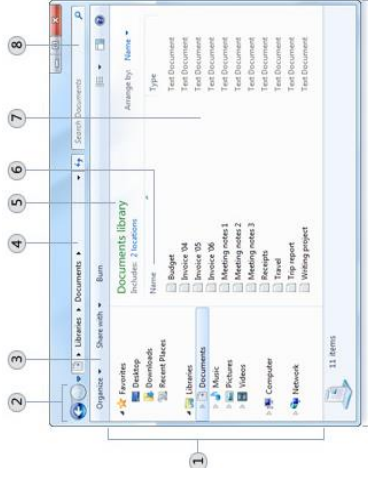 1
2
3
4
5
6
7
8
Libraries ▸ Documents ▸
Search Documents
Organize ▾ Share with ▾ Burn
Favorites
Desktop
Downloads
Recent Places
Libraries
Documents
Music
Pictures
Videos
Computer
Network
Documents library
Includes: 2 locations
Arrange by: Name ▾
Name Type
Budget Text Document
Invoice '04 Text Document
Invoice '05 Text Document
Invoice '06 Text Document
Meeting notes 1 Text Document
Meeting notes 2 Text Document
Meeting notes 3 Text Document
Receipts Text Document
Travel Text Document
Trip report Text Document
Writing project Text Document
11 items